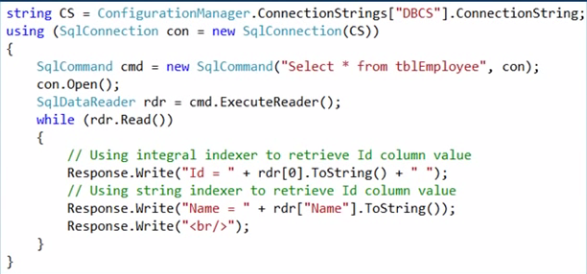 string CS = ConfigurationManager.ConnectionStrings["DBCS"].ConnectionString;
using (SqlConnection con = new SqlConnection(CS))
{
    SqlCommand cmd = new SqlCommand("Select * from tblEmployee", con);
    con.Open();
    SqlDataReader rdr = cmd.ExecuteReader();
    while (rdr.Read())
    {
        // Using integral indexer to retrieve Id column value
        Response.Write("Id = " + rdr[0].ToString() + " ");
        // Using string indexer to retrieve Id column value
        Response.Write("Name = " + rdr["Name"].ToString());
        Response.Write("<br/>");
    }
}